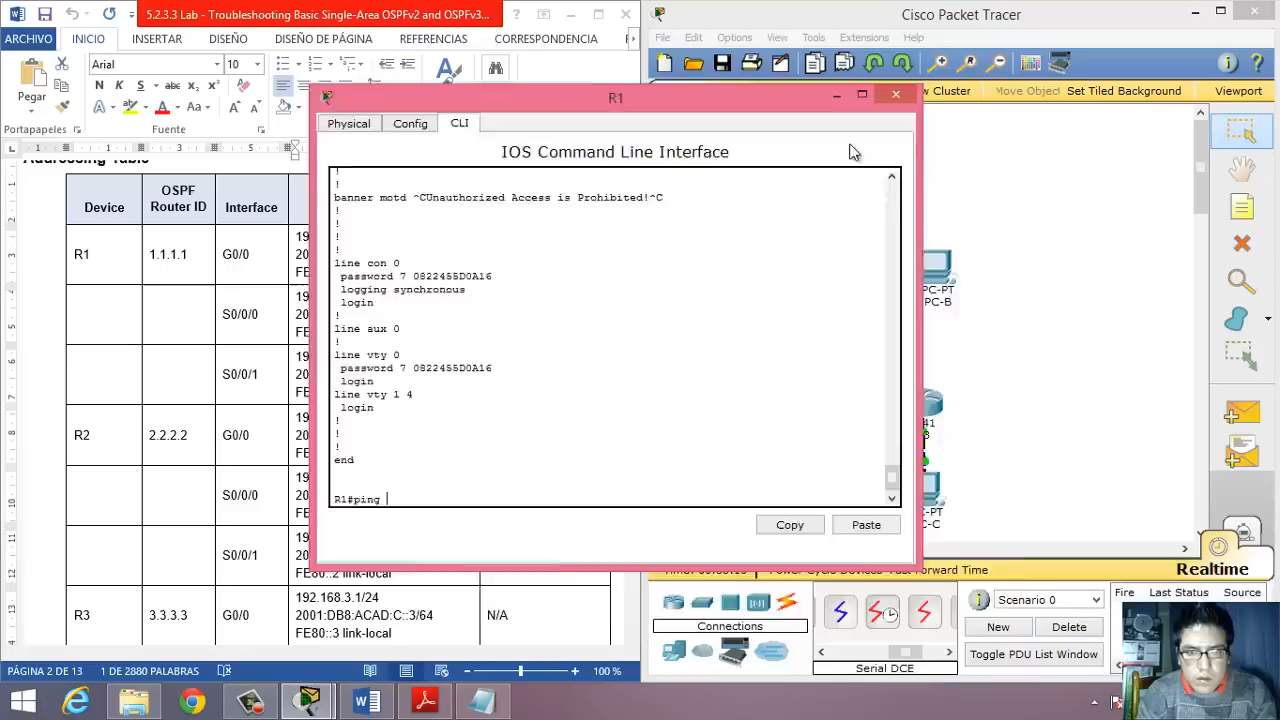 5.2.3.3 Lab - Troubleshooting Basic Single-Area OSPFv2 and OSPFv3...
ARCHIVO INICIO INSERTAR DISEÑO DISEÑO DE PÁGINA REFERENCIAS CORRESPONDENCIA
Pegar
Arial 10
N K S abc
Portapapeles
Addressing Table
Device OSPF Router ID Interface
R1 1.1.1.1 G0/0
S0/0/0
S0/0/1
R2 2.2.2.2 G0/0
S0/0/0
S0/0/1
FE80::2 link-local
R3 3.3.3.3 G0/0 192.168.3.1/24 N/A
2001:DB8:ACAD:C::3/64
FE80::3 link-local
PÁGINA 2 DE 13 1 DE 2880 PALABRAS 100 %
Cisco Packet Tracer
File Edit Options View Tools Extensions Help
Cluster Move Object Set Tiled Background Viewport
R1
Physical Config CLI
IOS Command Line Interface
!
!
banner motd ^CUnauthorized Access is Prohibited!^C
!
!
!
!
line con 0
password 7 0822455D0A16
logging synchronous
login
!
line aux 0
!
line vty 0
password 7 0822455D0A16
login
line vty 1 4
login
!
!
!
end
R1#ping
Copy Paste
PC-PT
PC-B
Realtime
Connections
Serial DCE
Scenario 0
New Delete
Toggle PDU List Window
Fire Last Status Source